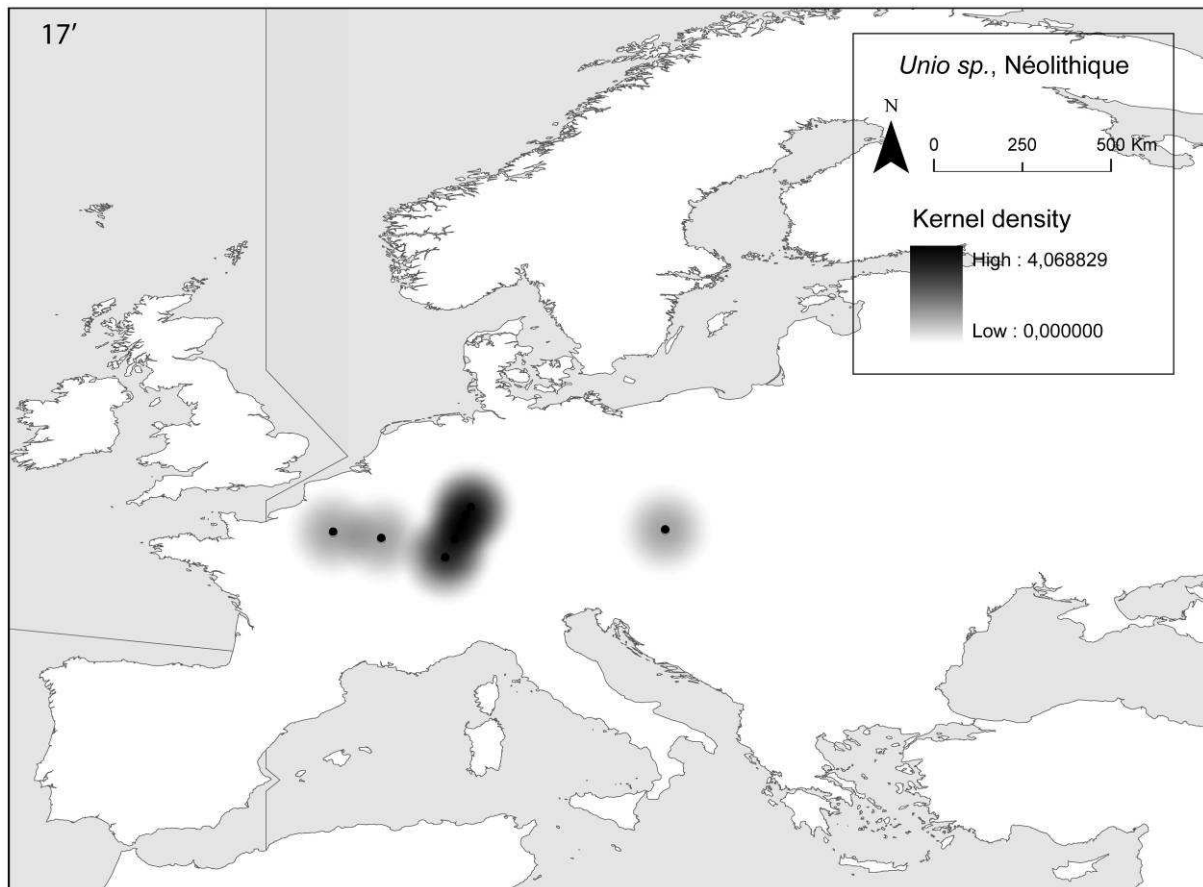 17’
Unio sp., Néolithique
N
0 250 500 Km
Kernel density
High : 4,068829
Low : 0,000000